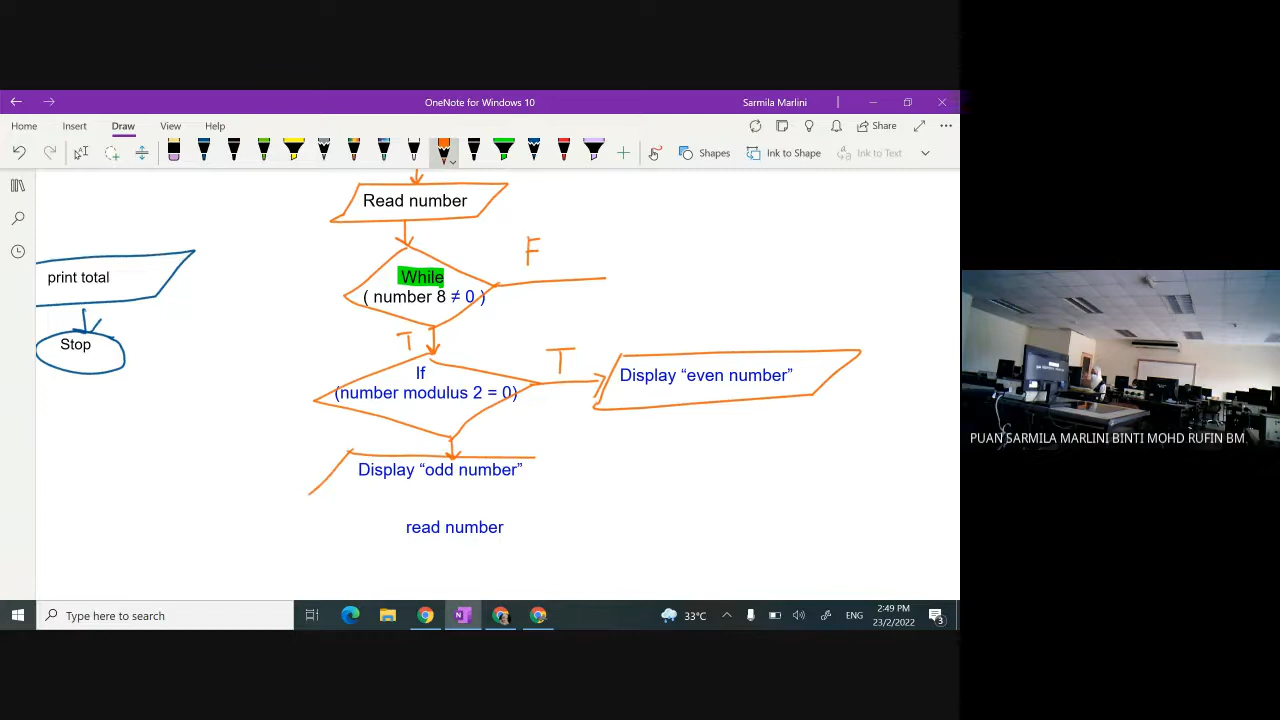 OneNote for Windows 10
Sarmila Marlini
Home
Insert
Draw
View
Help
Share
Shapes
Ink to Shape
Ink to Text
Read number
F
While
( number 8 ≠ 0 )
print total
T
Stop
If
(number modulus 2 = 0)
T
Display “even number”
Display “odd number”
read number
PUAN SARMILA MARLINI BINTI MOHD RUFIN BM
Type here to search
33°C
ENG
2:49 PM
23/2/2022
3